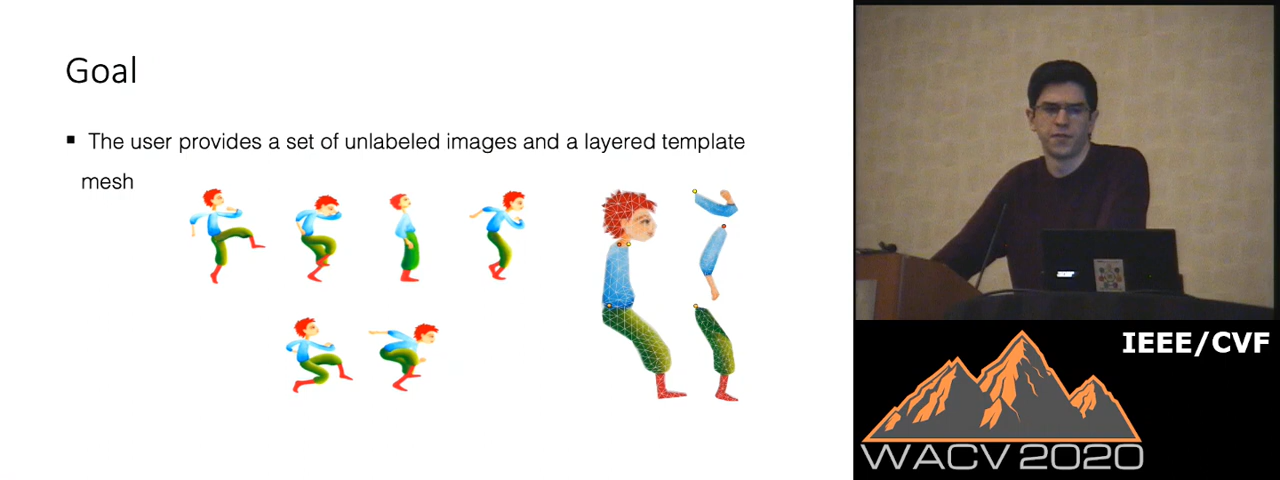 Goal
▪ The user provides a set of unlabeled images and a layered template
mesh
IEEE/CVF
WACV 2020